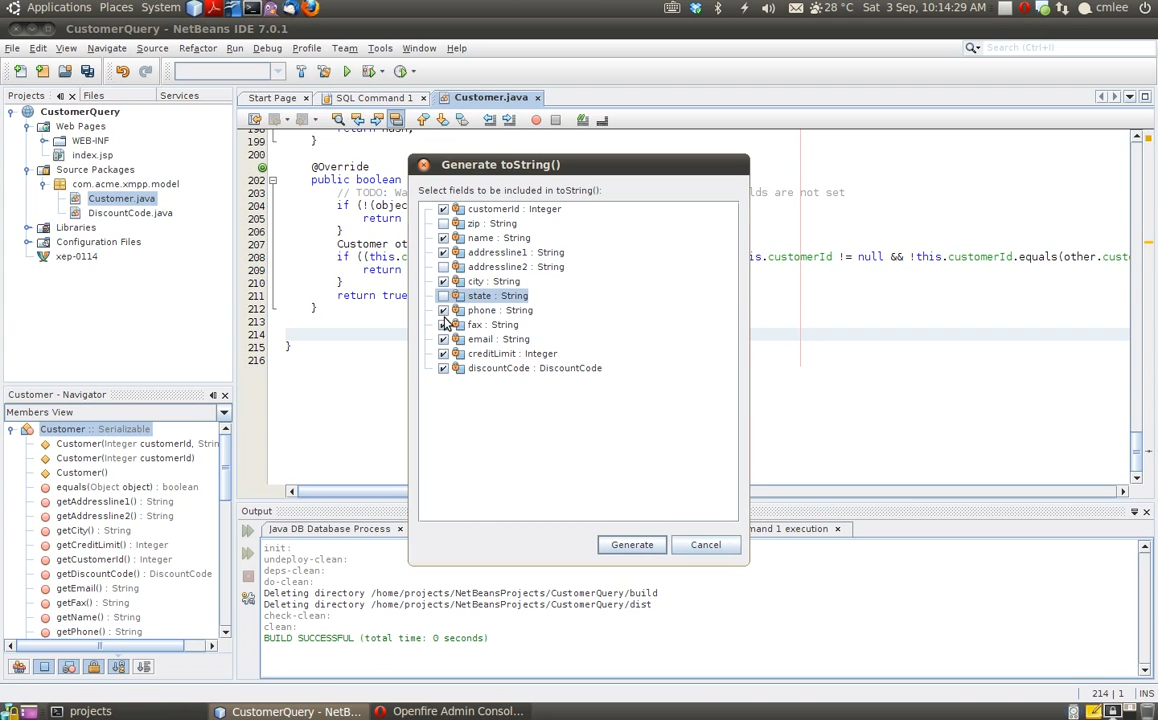 Applications Places System
28 °C Sat 3 Sep, 10:14:29 AM cmlee
CustomerQuery - NetBeans IDE 7.0.1
File Edit View Navigate Source Refactor Run Debug Profile Team Tools Window Help
Search (Ctrl+I)
Projects Files Services
Start Page SQL Command 1 Customer.java
CustomerQuery
Web Pages
WEB-INF
index.jsp
Source Packages
com.acme.xmpp.model
Customer.java
DiscountCode.java
Libraries
Configuration Files
xep-0114
198 return hash;
199 }
200
@Override
202 public boolean
203 // TODO: Wa lds are not set
204 if (!(objec
205 return
206 }
207 Customer ot
208 if ((this.c s.customerId != null && !this.customerId.equals(other.custo
209 return
210 }
211 return true
212 }
213
214
215 }
216
Generate toString()
Select fields to be included in toString():
customerId : Integer
zip : String
name : String
addressline1 : String
addressline2 : String
city : String
state : String
phone : String
fax : String
email : String
creditLimit : Integer
discountCode : DiscountCode
Generate Cancel
Customer - Navigator
Members View
Customer :: Serializable
Customer(Integer customerId, Strin
Customer(Integer customerId)
Customer()
equals(Object object) : boolean
getAddressline1() : String
getAddressline2() : String
getCity() : String
getCreditLimit() : Integer
getCustomerId() : Integer
getDiscountCode() : DiscountCode
getEmail() : String
getFax() : String
getName() : String
getPhone() : String
Output
Java DB Database Process mand 1 execution
init:
undeploy-clean:
deps-clean:
do-clean:
Deleting directory /home/projects/NetBeansProjects/CustomerQuery/build
Deleting directory /home/projects/NetBeansProjects/CustomerQuery/dist
check-clean:
clean:
BUILD SUCCESSFUL (total time: 0 seconds)
214 | 1 INS
projects CustomerQuery - NetB... Openfire Admin Consol...